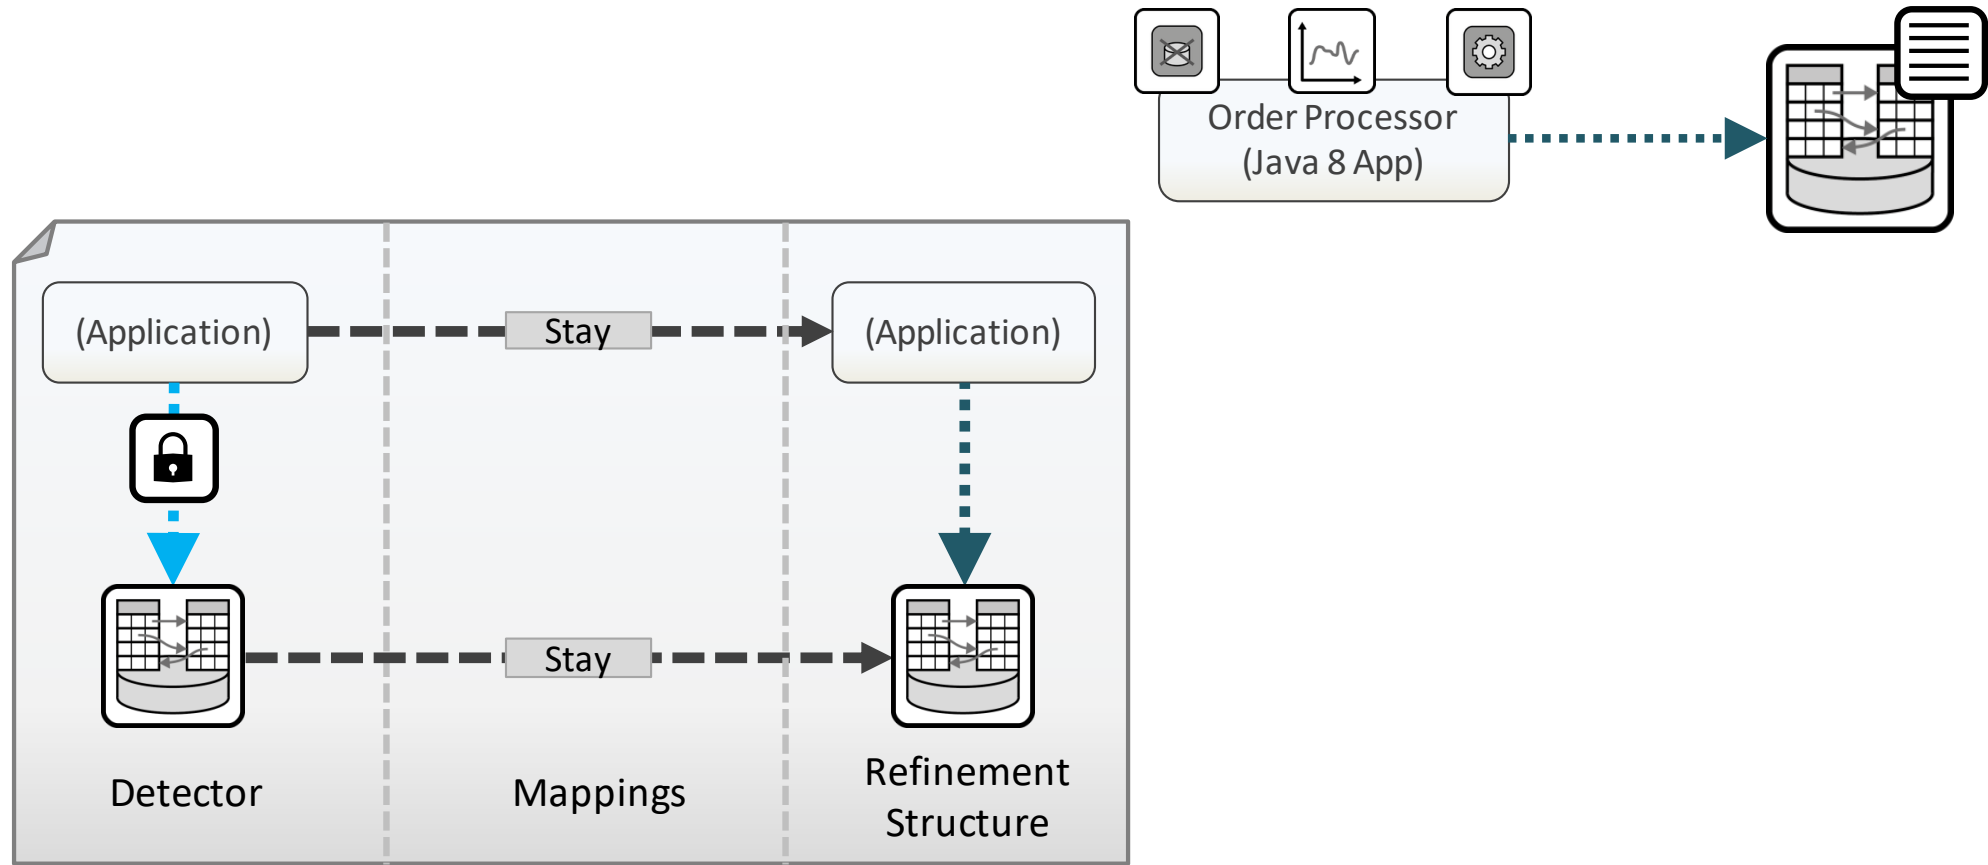 Order Processor
(Java 8 App)
(Application)
Stay
(Application)
Stay
Detector
Mappings
Refinement
Structure